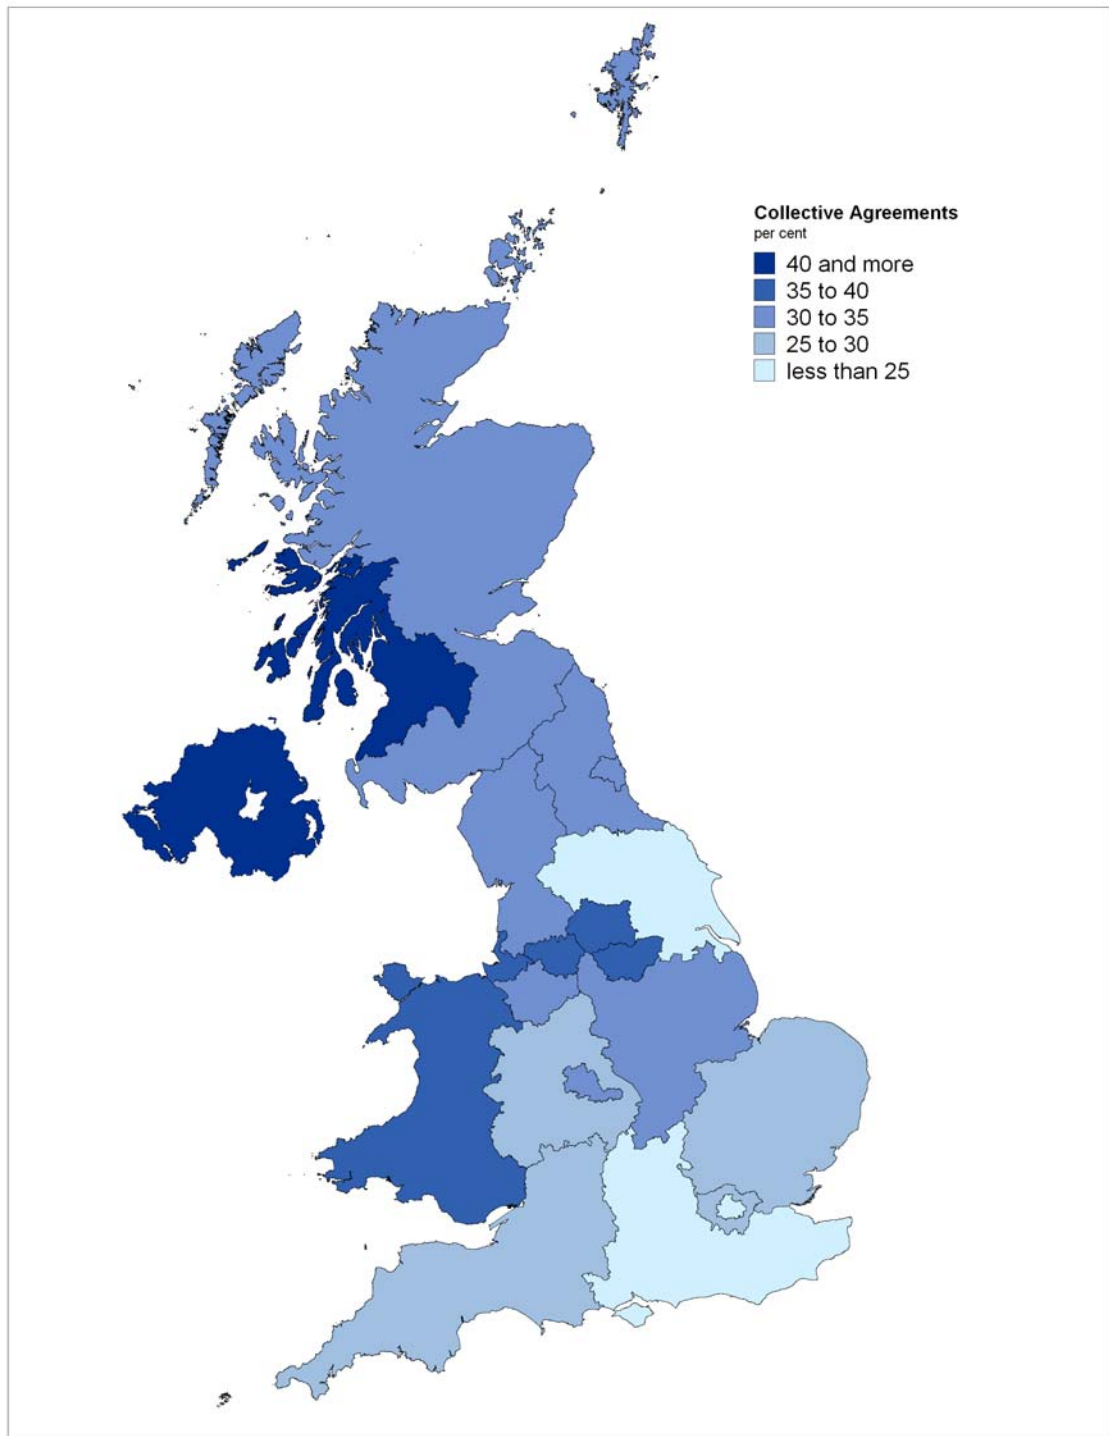 Collective Agreements
per cent
40 and more
35 to 40
30 to 35
25 to 30
less than 25